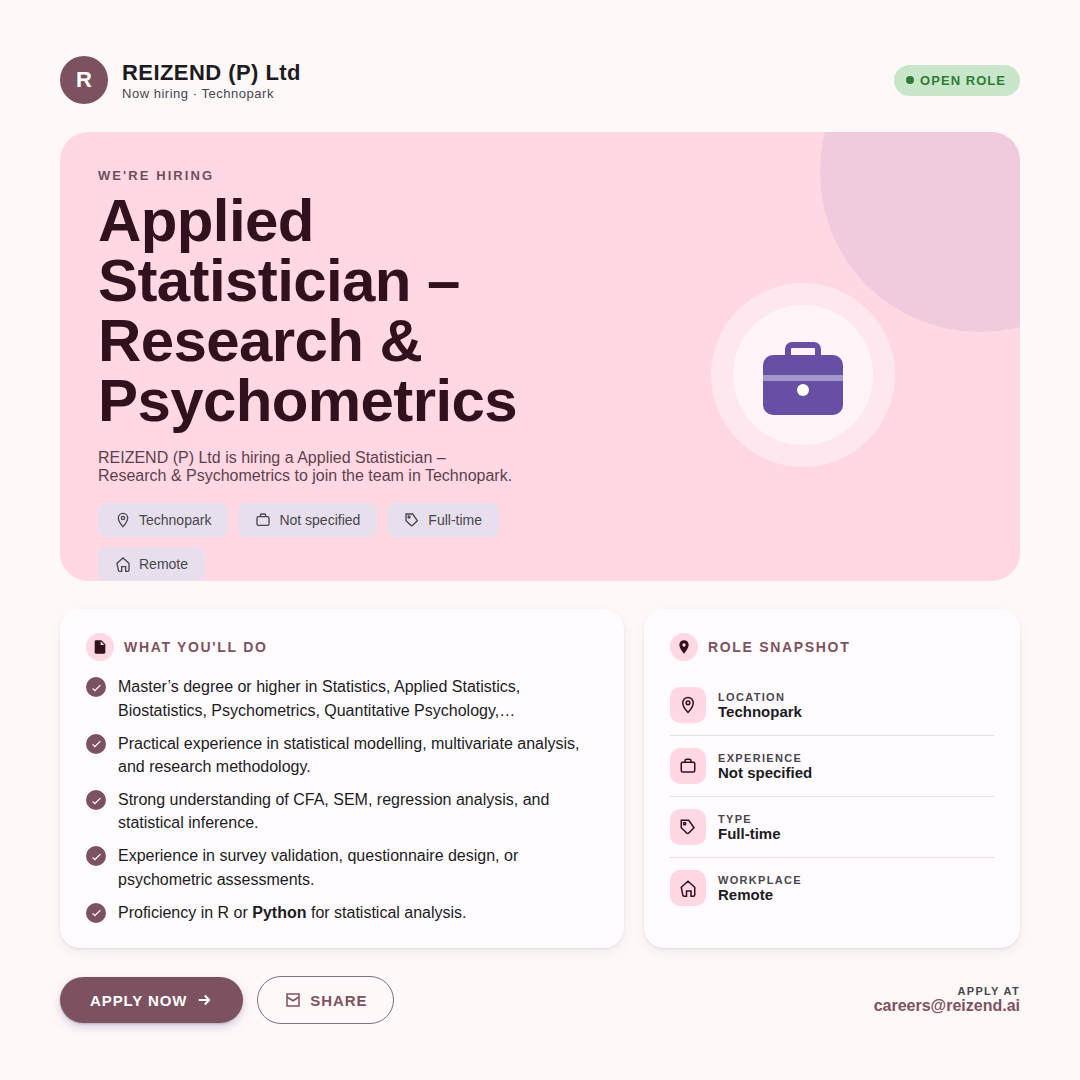 R
REIZEND (P) Ltd
Now hiring · Technopark
OPEN ROLE
WE'RE HIRING
Applied
Statistician –
Research &
Psychometrics
REIZEND (P) Ltd is hiring a Applied Statistician –
Research & Psychometrics to join the team in Technopark.
Technopark
Not specified
Full-time
Remote
WHAT YOU'LL DO
Master’s degree or higher in Statistics, Applied Statistics,
Biostatistics, Psychometrics, Quantitative Psychology,…
Practical experience in statistical modelling, multivariate analysis,
and research methodology.
Strong understanding of CFA, SEM, regression analysis, and
statistical inference.
Experience in survey validation, questionnaire design, or
psychometric assessments.
Proficiency in R or Python for statistical analysis.
ROLE SNAPSHOT
LOCATION
Technopark
EXPERIENCE
Not specified
TYPE
Full-time
WORKPLACE
Remote
APPLY NOW
SHARE
APPLY AT
careers@reizend.ai